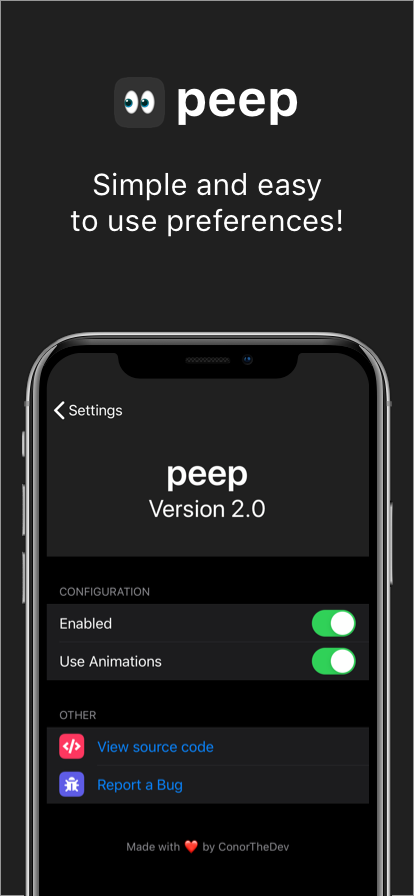 peep
Simple and easy
to use preferences!
Settings
peep
Version 2.0
CONFIGURATION
Enabled
Use Animations
OTHER
View source code
Report a Bug
Made with ❤️ by ConorTheDev